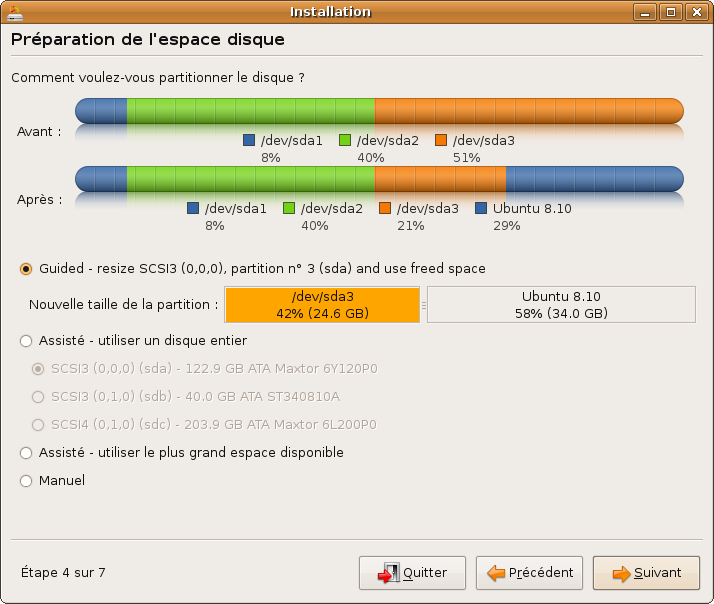 Installation
Préparation de l'espace disque
Comment voulez-vous partitionner le disque ?
Avant :
/dev/sda1 /dev/sda2 /dev/sda3
8% 40% 51%
Après :
/dev/sda1 /dev/sda2 /dev/sda3 Ubuntu 8.10
8% 40% 21% 29%
Guided - resize SCSI3 (0,0,0), partition n° 3 (sda) and use freed space
Nouvelle taille de la partition :
/dev/sda3
42% (24.6 GB)
Ubuntu 8.10
58% (34.0 GB)
Assisté - utiliser un disque entier
SCSI3 (0,0,0) (sda) - 122.9 GB ATA Maxtor 6Y120P0
SCSI3 (0,1,0) (sdb) - 40.0 GB ATA ST340810A
SCSI4 (0,1,0) (sdc) - 203.9 GB ATA Maxtor 6L200P0
Assisté - utiliser le plus grand espace disponible
Manuel
Étape 4 sur 7
Quitter
Précédent
Suivant